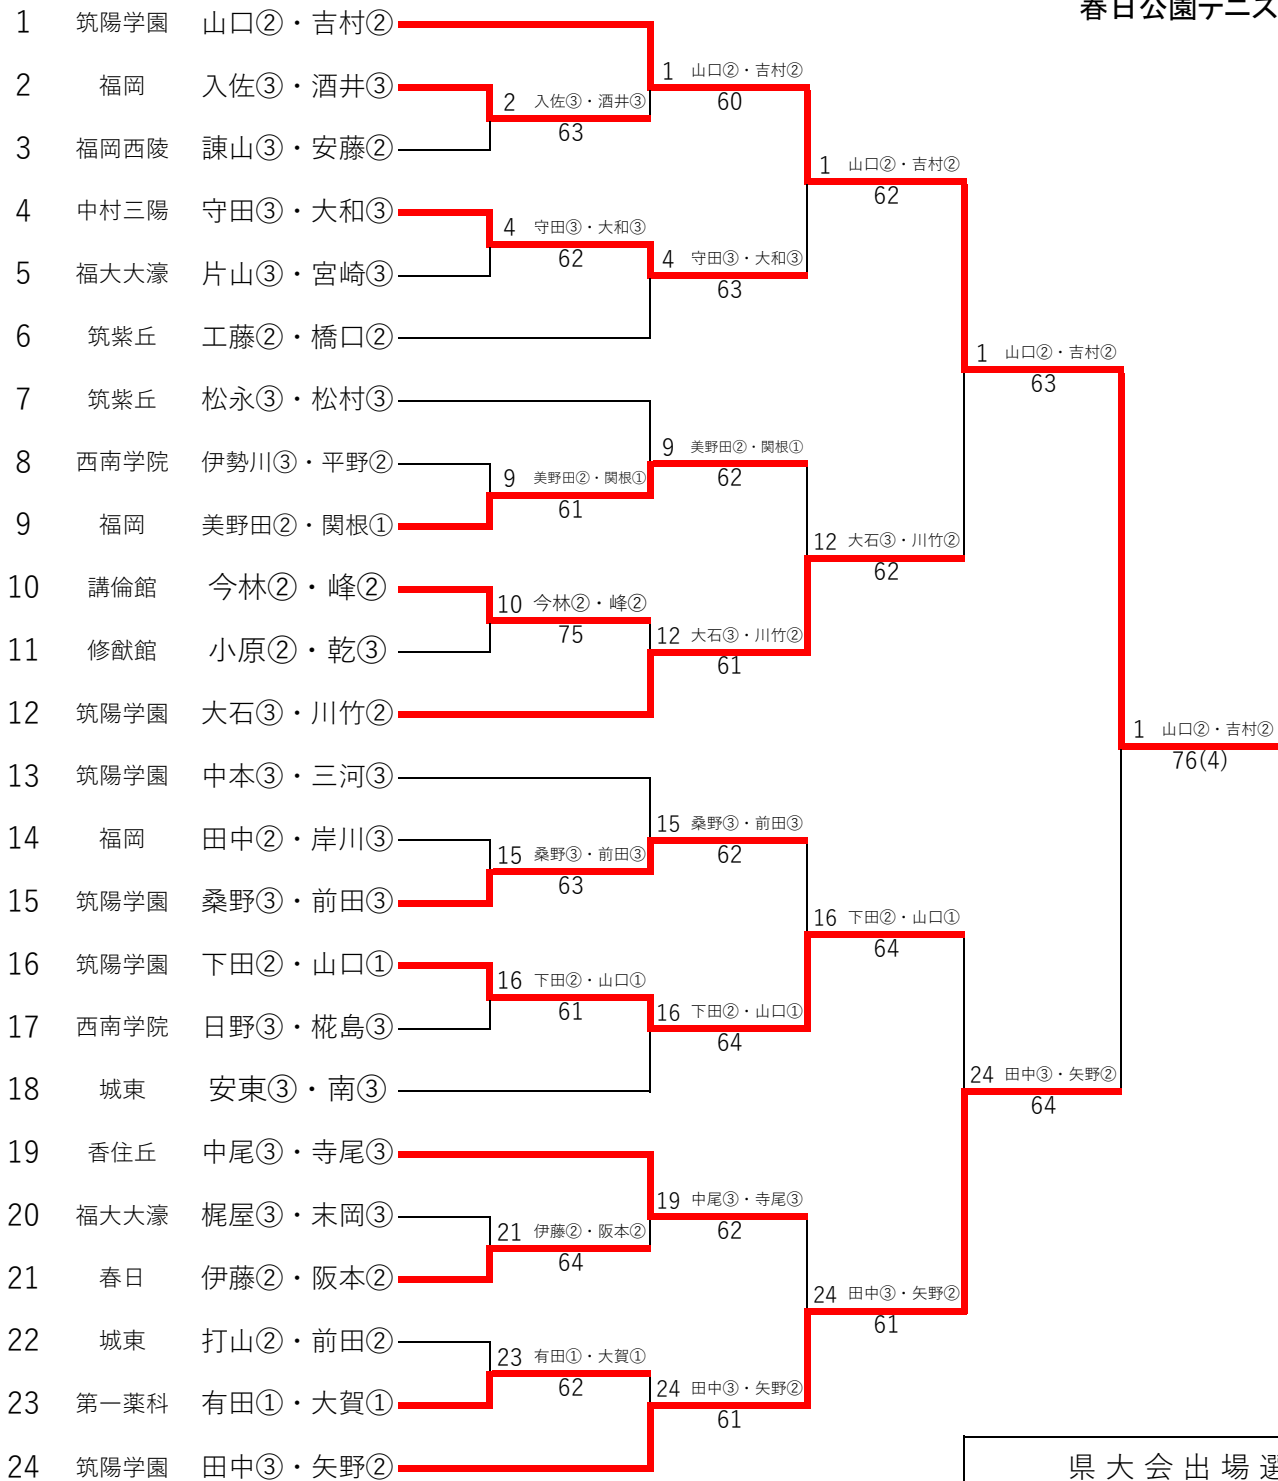 春日公園テニス
1 筑陽学園 山口②・吉村②
2 福岡 入佐③・酒井③
3 福岡西陵 諌山③・安藤②
4 中村三陽 守田③・大和③
5 福大大濠 片山③・宮崎③
6 筑紫丘 工藤②・橋口②
7 筑紫丘 松永③・松村③
8 西南学院 伊勢川③・平野②
9 福岡 美野田②・関根①
10 講倫館 今林②・峰②
11 修猷館 小原②・乾③
12 筑陽学園 大石③・川竹②
13 筑陽学園 中本③・三河③
14 福岡 田中②・岸川③
15 筑陽学園 桑野③・前田③
16 筑陽学園 下田②・山口①
17 西南学院 日野③・椛島③
18 城東 安東③・南③
19 香住丘 中尾③・寺尾③
20 福大大濠 梶屋③・末岡③
21 春日 伊藤②・阪本②
22 城東 打山②・前田②
23 第一薬科 有田①・大賀①
24 筑陽学園 田中③・矢野②
2 入佐③・酒井③
63
4 守田③・大和③
62
9 美野田②・関根①
61
10 今林②・峰②
75
15 桑野③・前田③
63
16 下田②・山口①
61
21 伊藤②・阪本②
64
23 有田①・大賀①
62
1 山口②・吉村②
60
4 守田③・大和③
63
9 美野田②・関根①
62
12 大石③・川竹②
61
15 桑野③・前田③
62
16 下田②・山口①
64
19 中尾③・寺尾③
62
24 田中③・矢野②
61
1 山口②・吉村②
62
12 大石③・川竹②
62
16 下田②・山口①
64
24 田中③・矢野②
61
1 山口②・吉村②
63
24 田中③・矢野②
64
1 山口②・吉村②
76(4)
県大会出場選